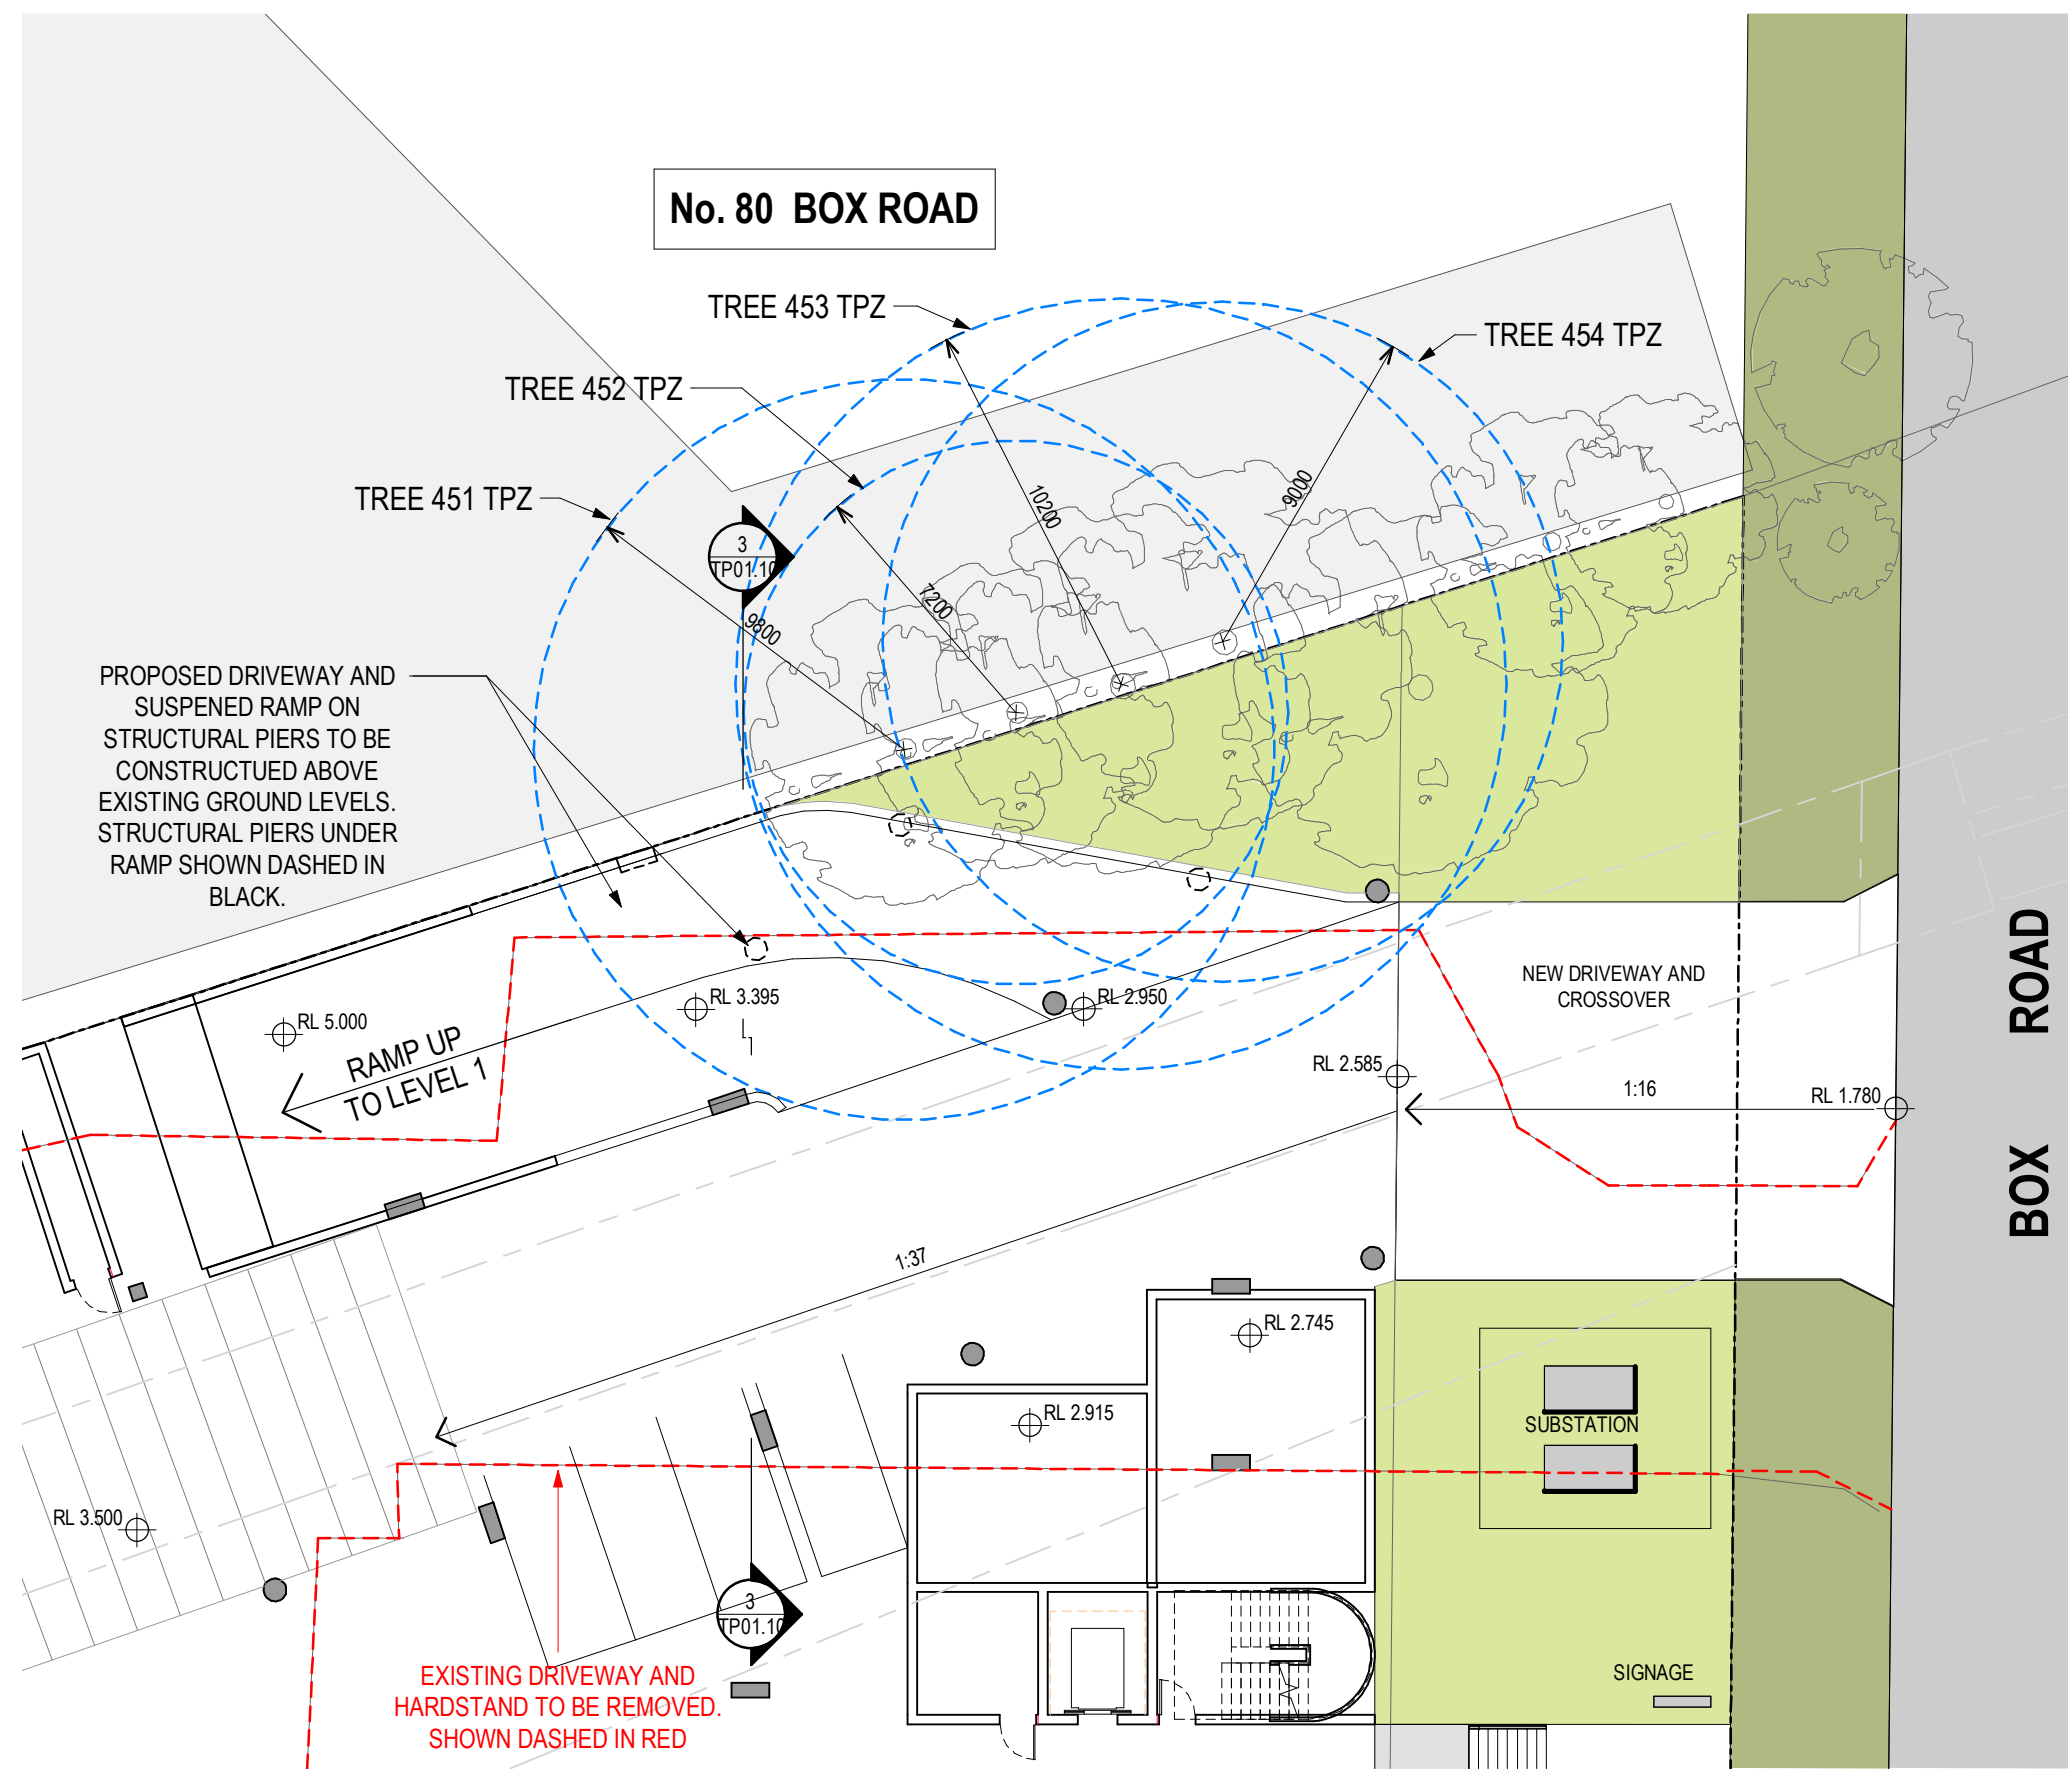 No. 80 BOX ROAD
TREE 453 TPZ
TREE 454 TPZ
TREE 452 TPZ
TREE 451 TPZ
10200
9000
7200
9800
3
TP01.10
PROPOSED DRIVEWAY AND
SUSPENED RAMP ON
STRUCTURAL PIERS TO BE
CONSTRUCTUED ABOVE
EXISTING GROUND LEVELS.
STRUCTURAL PIERS UNDER
RAMP SHOWN DASHED IN
BLACK.
NEW DRIVEWAY AND
CROSSOVER
RL 3.395
RL 2.950
RL 5.000
RAMP UP
TO LEVEL 1
RL 2.585
1:16
RL 1.780
BOX ROAD
1:37
RL 2.745
RL 2.915
SUBSTATION
RL 3.500
3
TP01.10
EXISTING DRIVEWAY AND
HARDSTAND TO BE REMOVED.
SHOWN DASHED IN RED
SIGNAGE